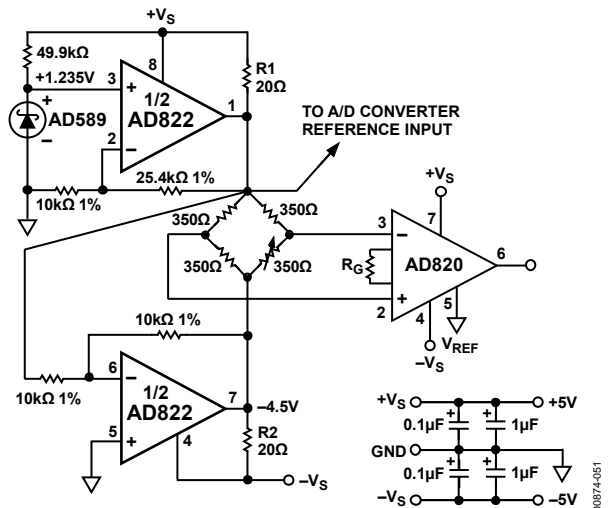 +VS
49.9kΩ
+1.235V
3
8
R1
20Ω
+
+
1/2
AD822
1
AD589
–
2
–
TO A/D CONVERTER
REFERENCE INPUT
10kΩ 1%
25.4kΩ 1%
+VS
350Ω
350Ω
3
7
–
RG
AD820
6
350Ω
350Ω
+
2
4
5
VREF
–VS
10kΩ 1%
10kΩ 1%
6
–
1/2
AD822
7
–4.5V
5
+
4
R2
20Ω
–VS
+VS
+5V
0.1µF
+
+
1µF
GND
0.1µF
+
+
1µF
–VS
–5V
00874-051